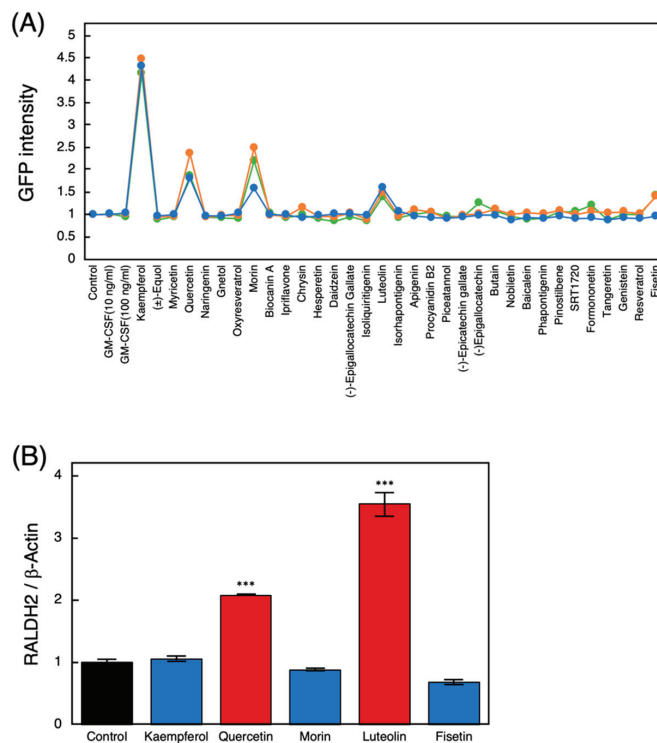 (A)
GFP intensity
5
4.5
4
3.5
3
2.5
2
1.5
1
0.5
0
Control
GM-CSF(10 ng/ml)
GM-CSF(100 ng/ml)
Kaempferol
(±)-Equol
Myricetin
Quercetin
Naringenin
Gnetol
Oxyresveratrol
Morin
Biocanin A
Ipriflavone
Chrysin
Hesperetin
Daidzein
(-)-Epigallocatechin Gallate
Isoliquiritigenin
Luteolin
Isorhapontigenin
Apigenin
Procyanidin B2
Piceatannol
(-)-Epicatechin gallate
(-)Epigallocatechin
Butain
Nobiletin
Baicalein
Phapontigenin
Pinostilbene
SRT1720
Formononetin
Tangeretin
Genistein
Resveratrol
Fisetin
(B)
RALDH2 / β-Actin
4
3
2
1
0
***
***
Control Kaempferol Quercetin Morin Luteolin Fisetin